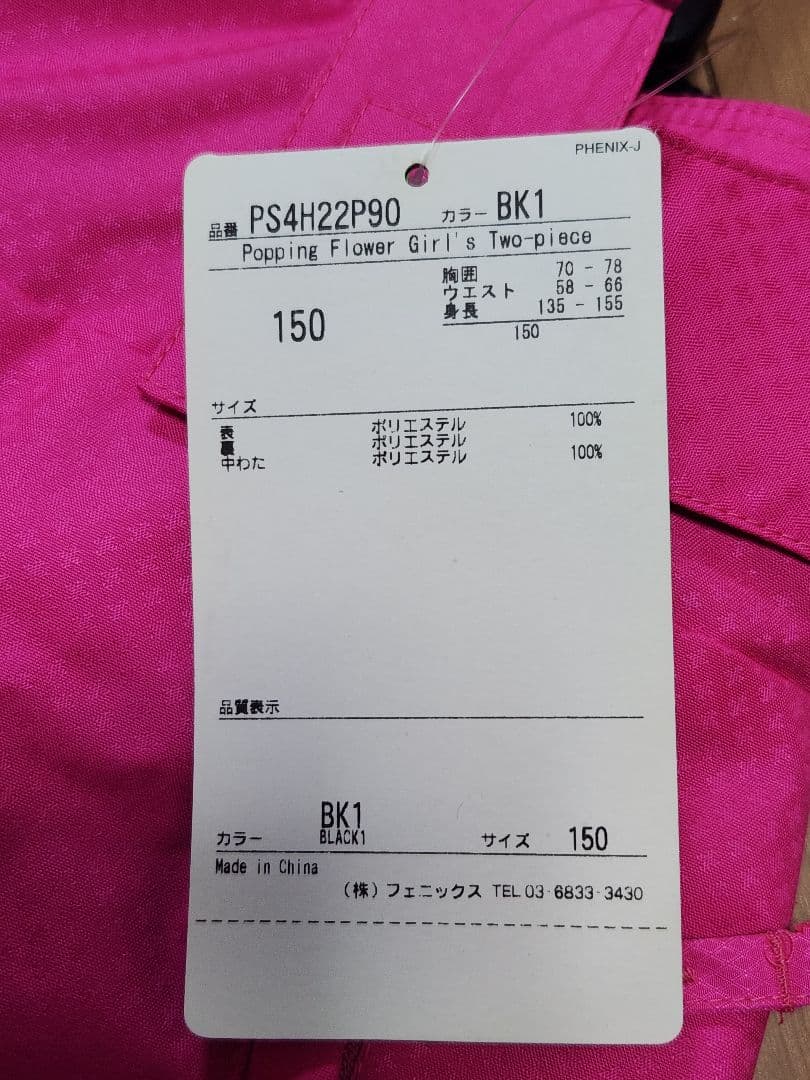 PHENIX-J
品番 PS4H22P90 カラー BK1
Popping Flower Girl's Two-piece
胸囲 70 - 78
ウエスト 58 - 66
身長 135 - 155
150
150
サイズ
表 ポリエステル 100%
裏 ポリエステル
中わた ポリエステル 100%
品質表示
BK1
カラー BLACK1 サイズ 150
Made in China
（株）フェニックス TEL 03-6833-3430